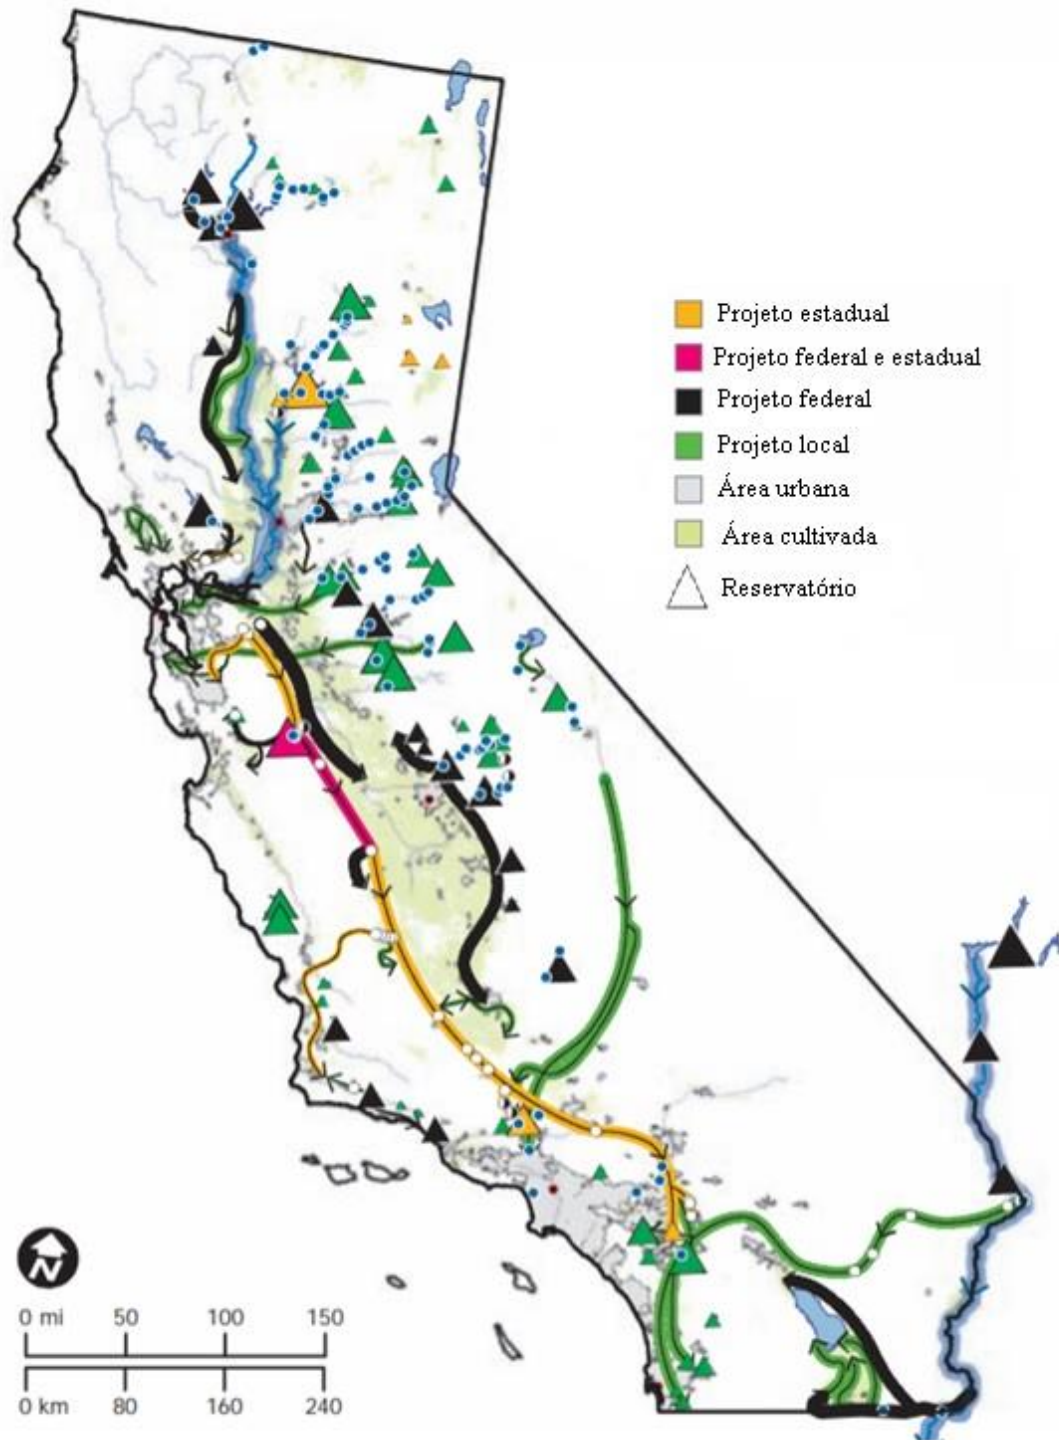 Projeto estadual
Projeto federal e estadual
Projeto federal
Projeto local
Área urbana
Área cultivada
Reservatório
N
0 mi 50 100 150
0 km 80 160 240